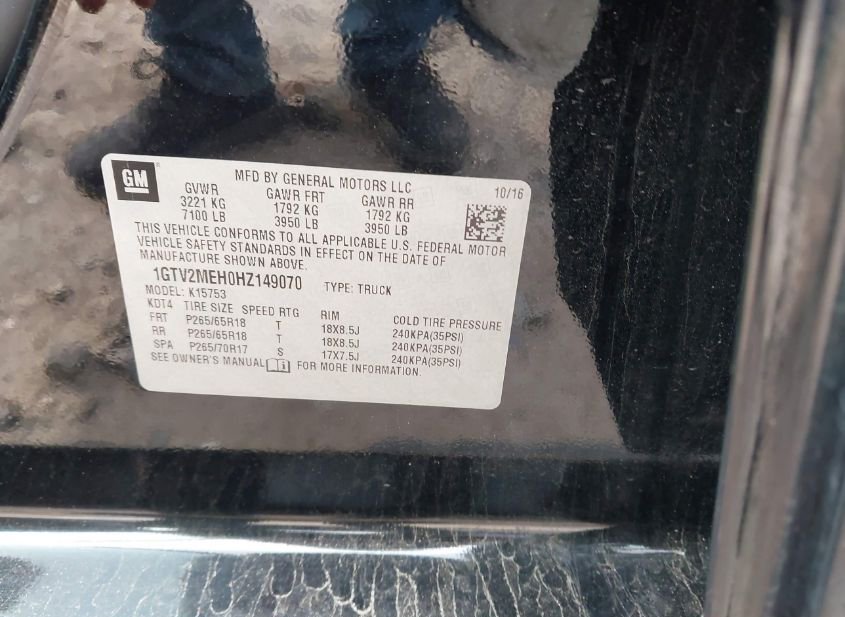 GM
MFD BY GENERAL MOTORS LLC 10/16
GVWR GAWR FRT GAWR RR
3221 KG 1792 KG 1792 KG
7100 LB 3950 LB 3950 LB
THIS VEHICLE CONFORMS TO ALL APPLICABLE U.S. FEDERAL MOTOR
VEHICLE SAFETY STANDARDS IN EFFECT ON THE DATE OF
MANUFACTURE SHOWN ABOVE.
1GTV2MEH0HZ149070 TYPE: TRUCK
MODEL: K15753
KDT4 TIRE SIZE SPEED RTG RIM COLD TIRE PRESSURE
FRT P265/65R18 T 18X8.5J 240KPA(35PSI)
RR P265/65R18 T 18X8.5J 240KPA(35PSI)
SPA P265/70R17 S 17X7.5J 240KPA(35PSI)
SEE OWNER'S MANUAL FOR MORE INFORMATION.